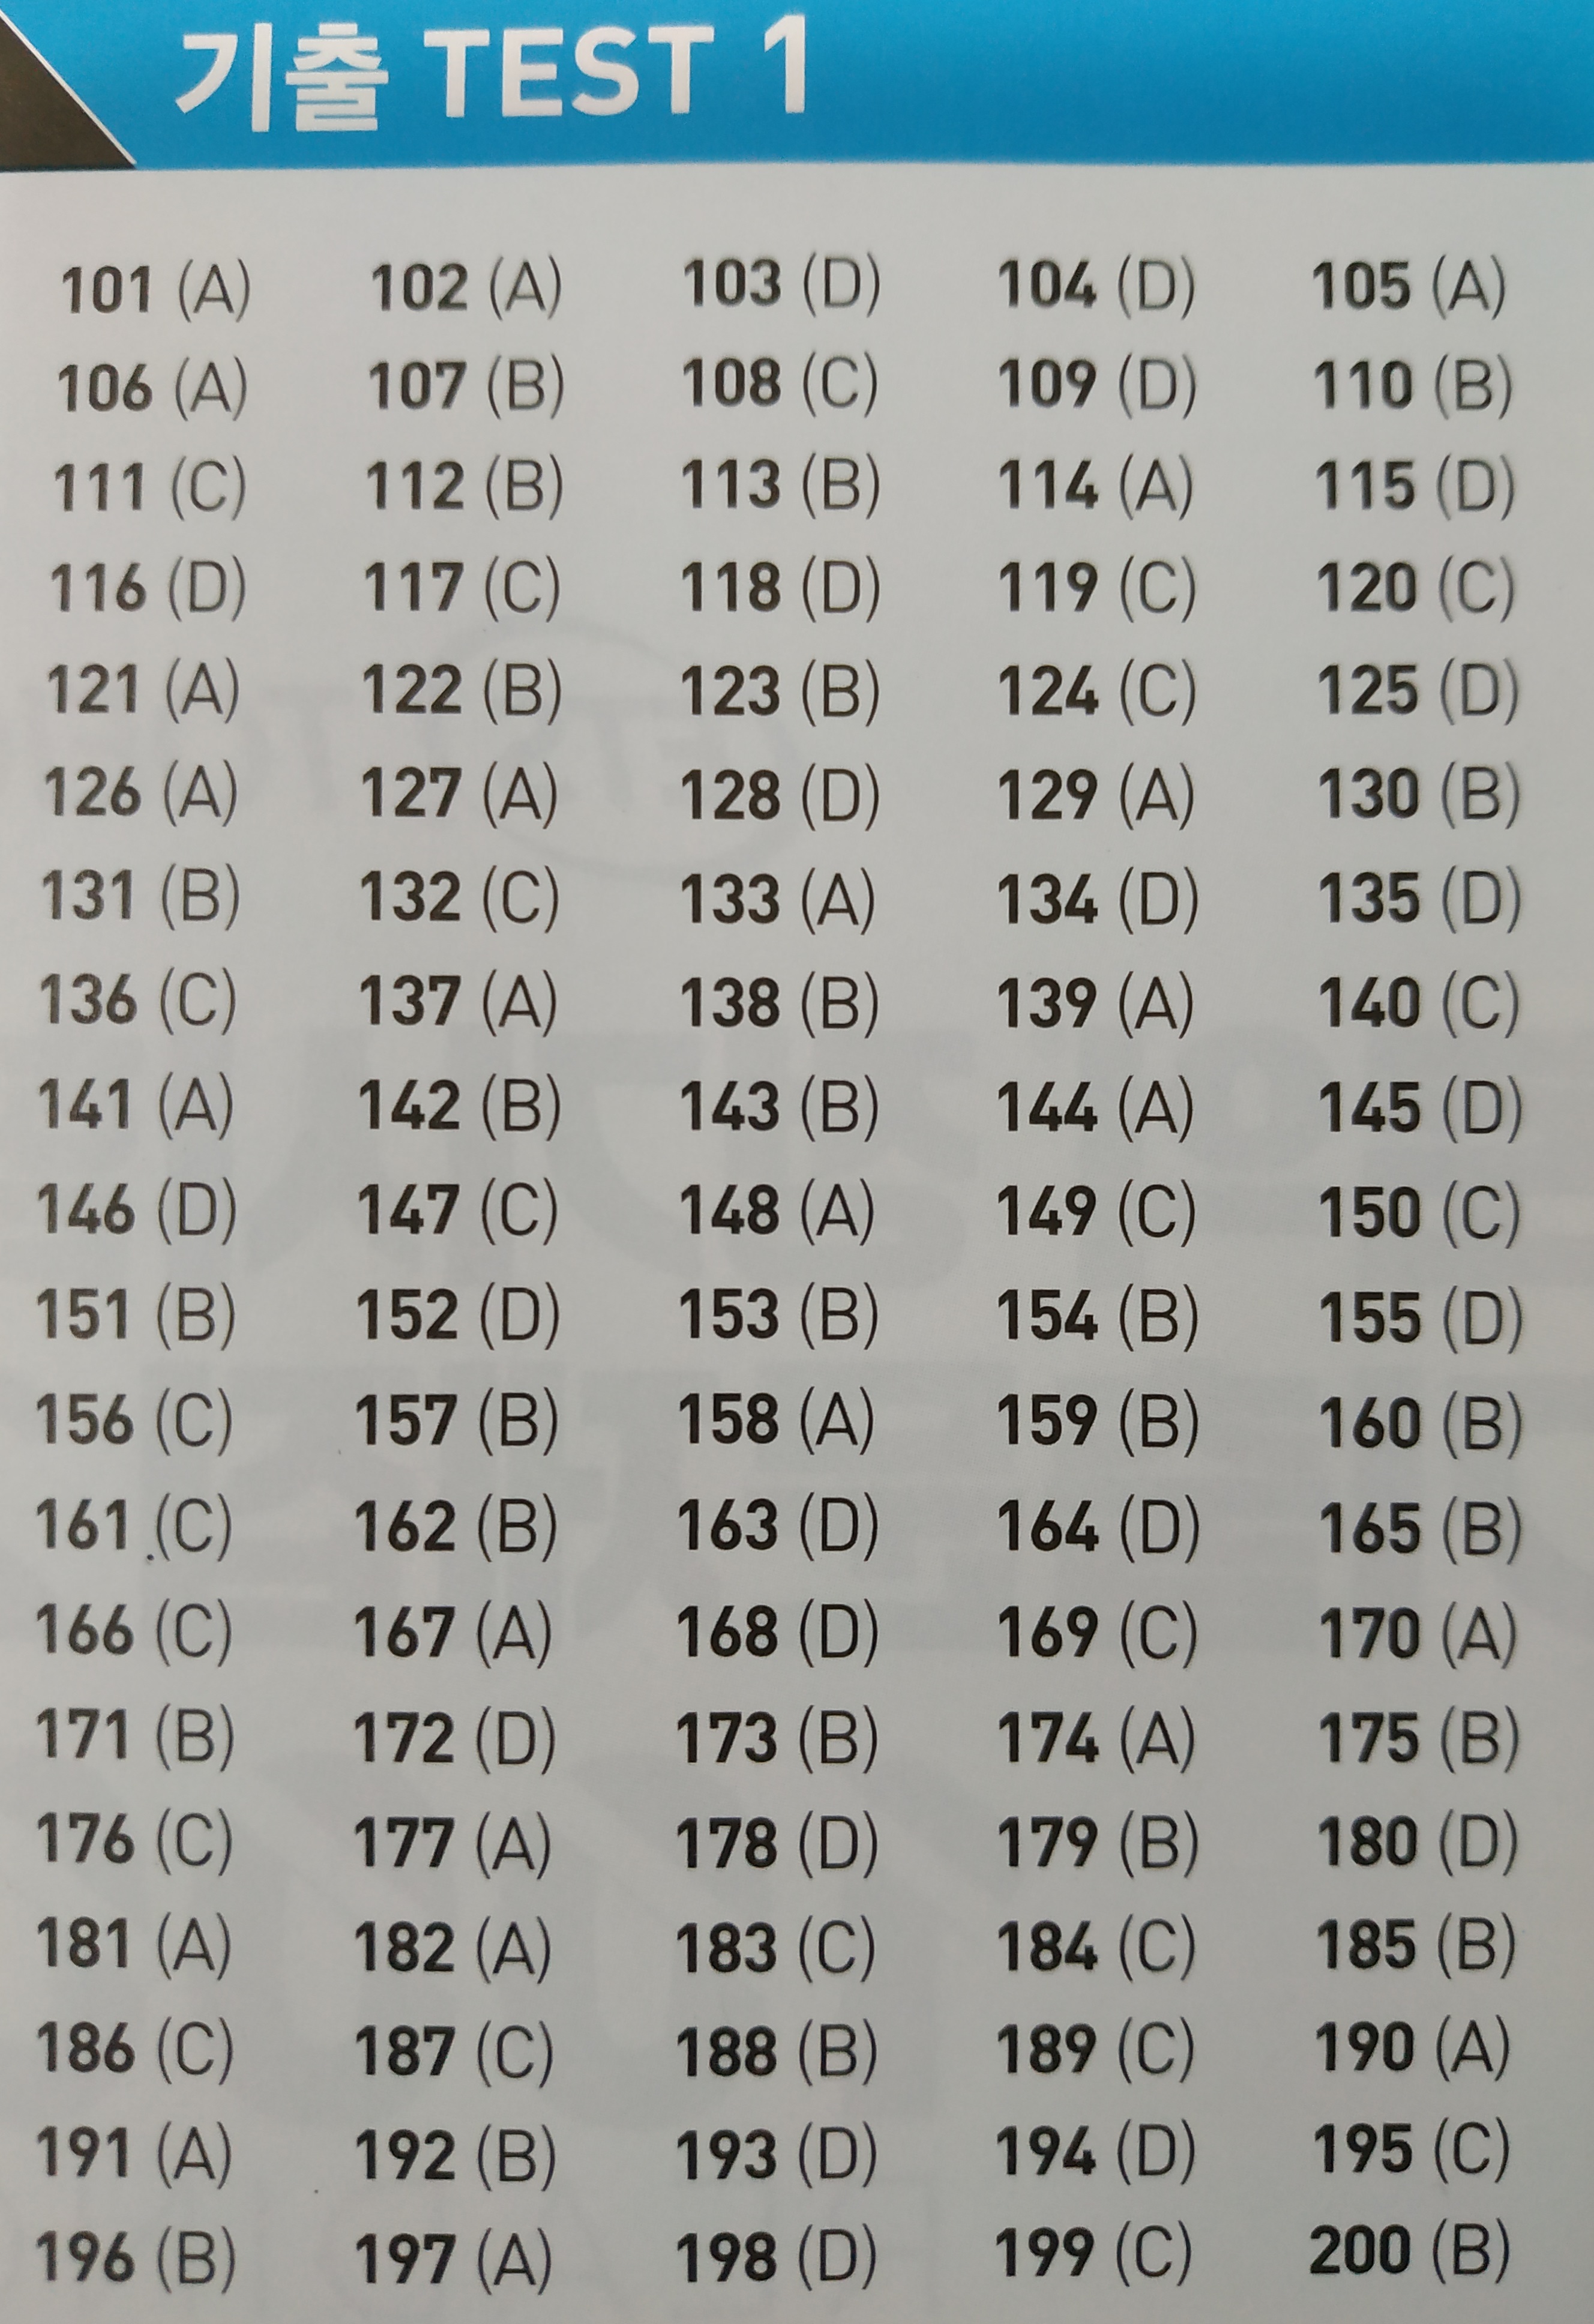 기출 TEST 1
101 (A) 102 (A) 103 (D) 104 (D) 105 (A)
106 (A) 107 (B) 108 (C) 109 (D) 110 (B)
111 (C) 112 (B) 113 (B) 114 (A) 115 (D)
116 (D) 117 (C) 118 (D) 119 (C) 120 (C)
121 (A) 122 (B) 123 (B) 124 (C) 125 (D)
126 (A) 127 (A) 128 (D) 129 (A) 130 (B)
131 (B) 132 (C) 133 (A) 134 (D) 135 (D)
136 (C) 137 (A) 138 (B) 139 (A) 140 (C)
141 (A) 142 (B) 143 (B) 144 (A) 145 (D)
146 (D) 147 (C) 148 (A) 149 (C) 150 (C)
151 (B) 152 (D) 153 (B) 154 (B) 155 (D)
156 (C) 157 (B) 158 (A) 159 (B) 160 (B)
161 (C) 162 (B) 163 (D) 164 (D) 165 (B)
166 (C) 167 (A) 168 (D) 169 (C) 170 (A)
171 (B) 172 (D) 173 (B) 174 (A) 175 (B)
176 (C) 177 (A) 178 (D) 179 (B) 180 (D)
181 (A) 182 (A) 183 (C) 184 (C) 185 (B)
186 (C) 187 (C) 188 (B) 189 (C) 190 (A)
191 (A) 192 (B) 193 (D) 194 (D) 195 (C)
196 (B) 197 (A) 198 (D) 199 (C) 200 (B)